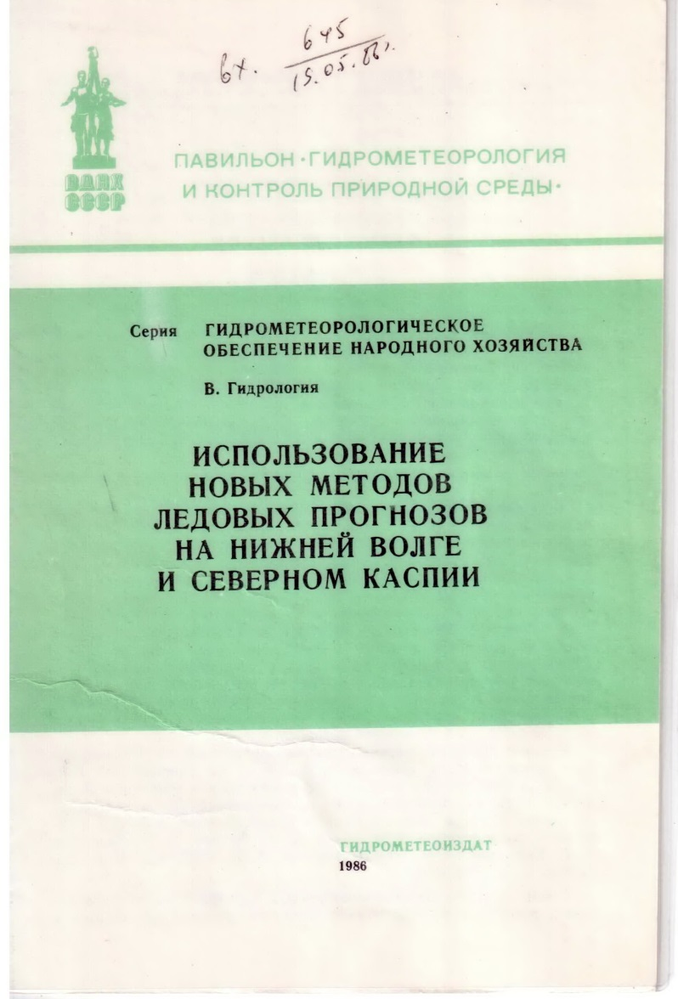 вх. 645
15.05.86г.
ВДНХ
СССР
ПАВИЛЬОН •ГИДРОМЕТЕОРОЛОГИЯ
И КОНТРОЛЬ ПРИРОДНОЙ СРЕДЫ•
Серия ГИДРОМЕТЕОРОЛОГИЧЕСКОЕ
ОБЕСПЕЧЕНИЕ НАРОДНОГО ХОЗЯЙСТВА
В. Гидрология
ИСПОЛЬЗОВАНИЕ
НОВЫХ МЕТОДОВ
ЛЕДОВЫХ ПРОГНОЗОВ
НА НИЖНЕЙ ВОЛГЕ
И СЕВЕРНОМ КАСПИИ
ГИДРОМЕТЕОИЗДАТ
1986